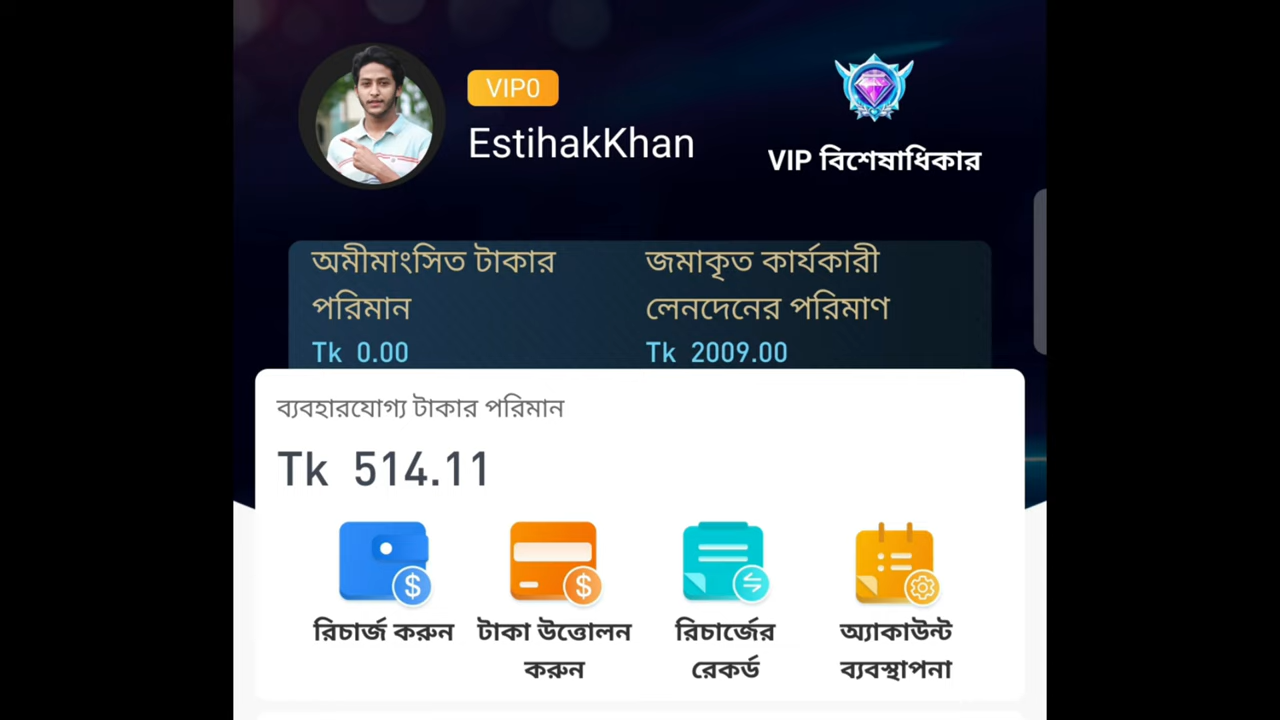 VIP0
EstihakKhan
VIP বিশেষাধিকার
অমীমাংসিত টাকার
পরিমান
Tk 0.00
জমাকৃত কার্যকারী
লেনদেনের পরিমাণ
Tk 2009.00
ব্যবহারযোগ্য টাকার পরিমান
Tk 514.11
রিচার্জ করুন
টাকা উত্তোলন
করুন
রিচার্জের
রেকর্ড
অ্যাকাউন্ট
ব্যবস্থাপনা